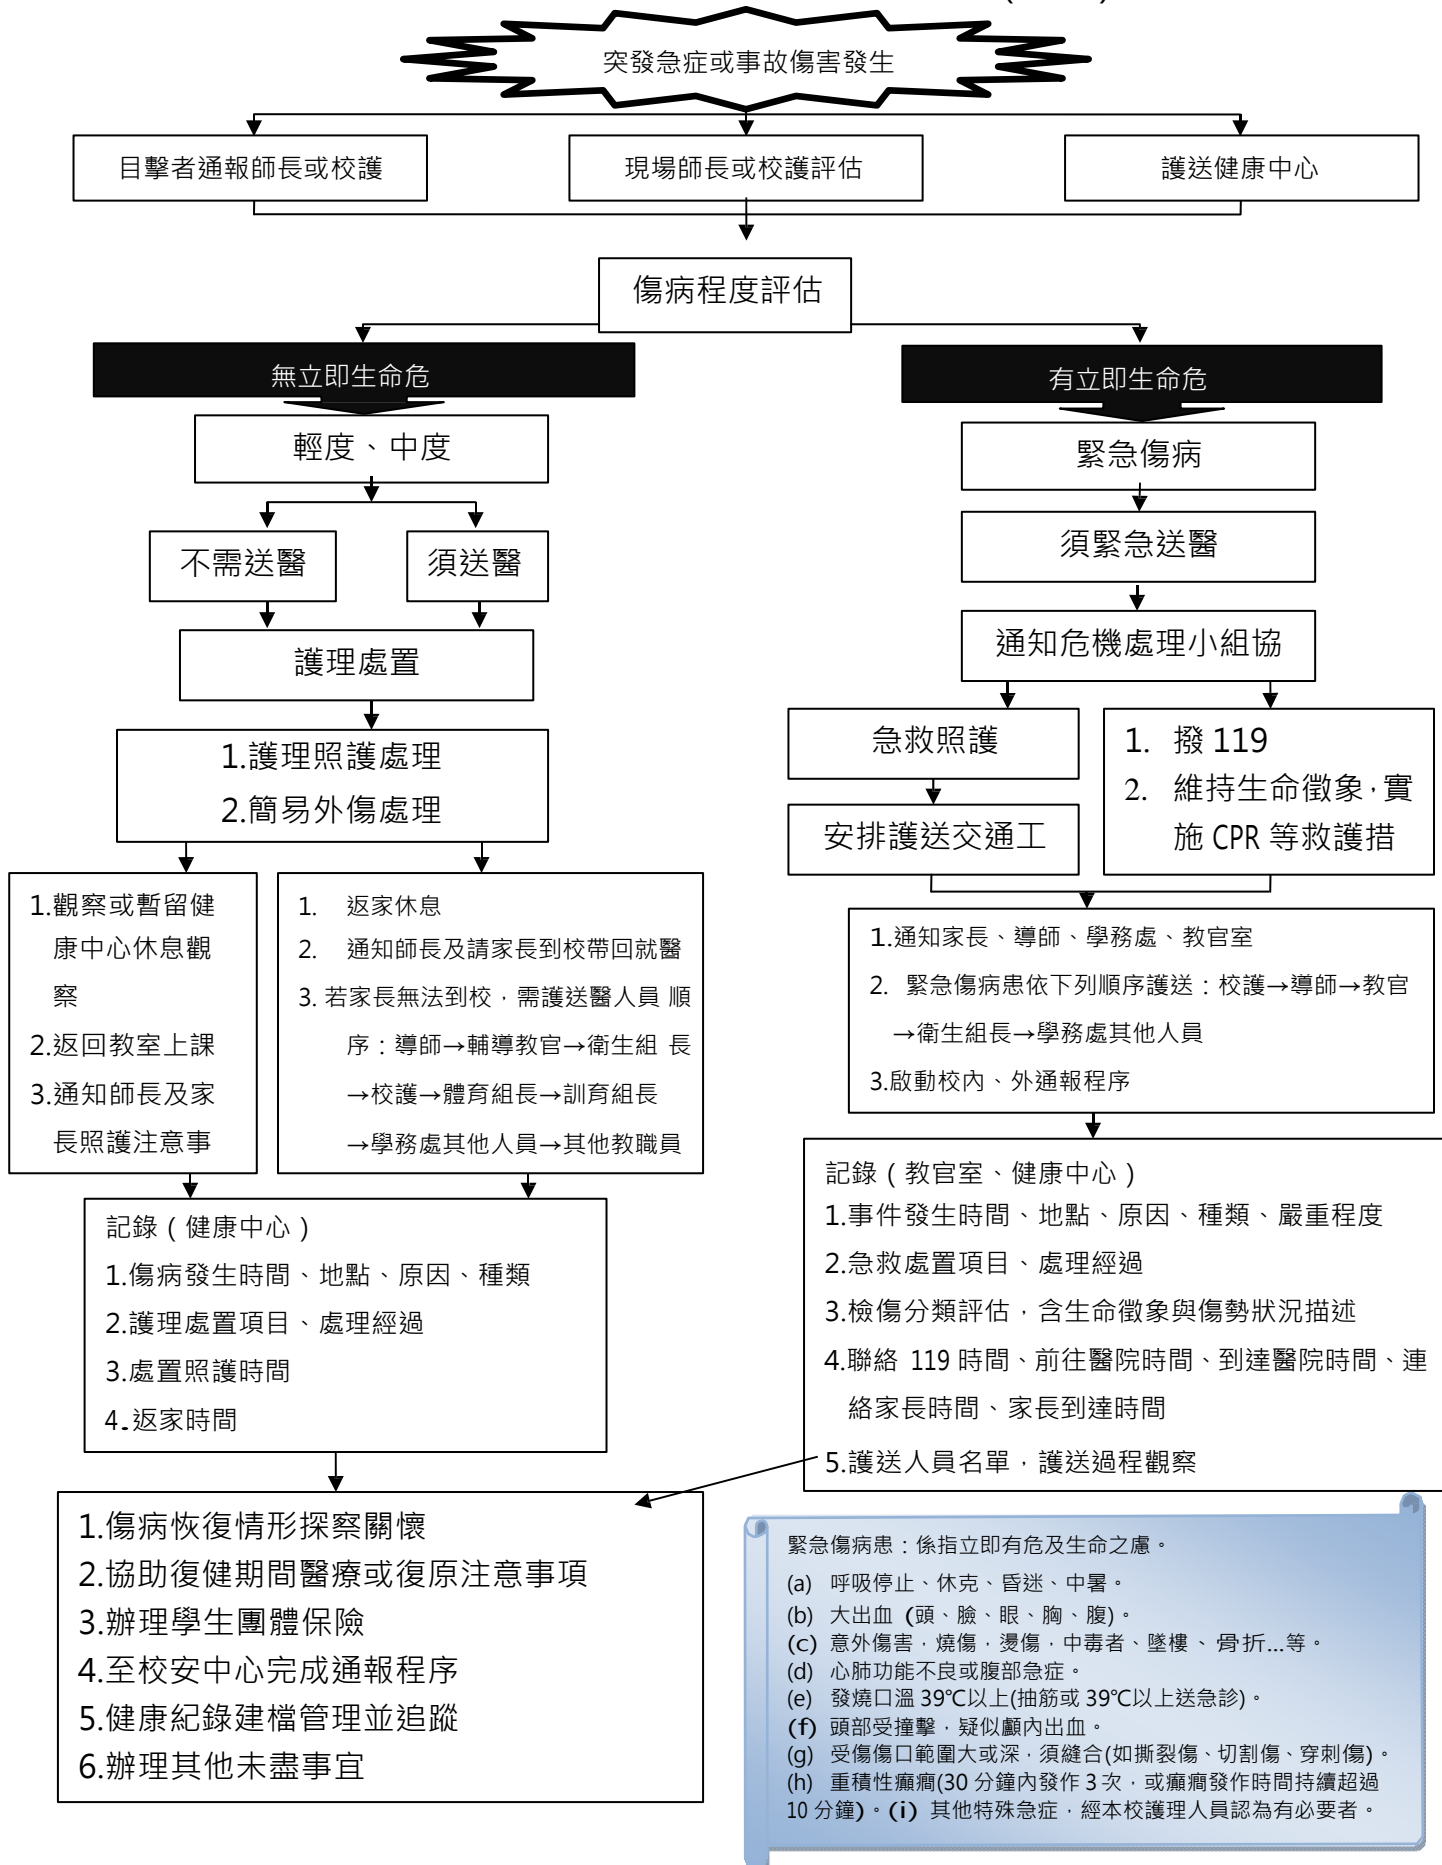 突發急症或事故傷害發生
目擊者通報師長或校護
現場師長或校護評估
護送健康中心
傷病程度評估
無立即生命危
輕度、中度
不需送醫
須送醫
護理處置
1.護理照護處理
2.簡易外傷處理
1.觀察或暫留健
康中心休息觀
察
2.返回教室上課
3.通知師長及家
長照護注意事
1. 返家休息
2. 通知師長及請家長到校帶回就醫
3. 若家長無法到校，需護送醫人員 順
序：導師→輔導教官→衛生組 長
→校護→體育組長→訓育組長
→學務處其他人員→其他教職員
記錄（健康中心）
1.傷病發生時間、地點、原因、種類
2.護理處置項目、處理經過
3.處置照護時間
4.返家時間
有立即生命危
緊急傷病
須緊急送醫
通知危機處理小組協
急救照護
安排護送交通工
1. 撥 119
2. 維持生命徵象，實
施 CPR 等救護措
1.通知家長、導師、學務處、教官室
2. 緊急傷病患依下列順序護送：校護→導師→教官
→衛生組長→學務處其他人員
3.啟動校內、外通報程序
記錄（教官室、健康中心）
1.事件發生時間、地點、原因、種類、嚴重程度
2.急救處置項目、處理經過
3.檢傷分類評估，含生命徵象與傷勢狀況描述
4.聯絡 119 時間、前往醫院時間、到達醫院時間、連
絡家長時間、家長到達時間
5.護送人員名單，護送過程觀察
1.傷病恢復情形探察關懷
2.協助復健期間醫療或復原注意事項
3.辦理學生團體保險
4.至校安中心完成通報程序
5.健康紀錄建檔管理並追蹤
6.辦理其他未盡事宜
緊急傷病患：係指立即有危及生命之慮。
(a) 呼吸停止、休克、昏迷、中暑。
(b) 大出血（頭、臉、眼、胸、腹)。
(c) 意外傷害，燒傷，燙傷，中毒者、墜樓、骨折...等。
(d) 心肺功能不良或腹部急症。
(e) 發燒口溫 39℃以上(抽筋或 39℃以上送急診)。
(f) 頭部受撞擊，疑似顱內出血。
(g) 受傷傷口範圍大或深，須縫合(如撕裂傷、切割傷、穿刺傷)。
(h) 重積性癲癇(30 分鐘內發作 3 次，或癲癇發作時間持續超過
10 分鐘)。(i) 其他特殊急症，經本校護理人員認為有必要者。